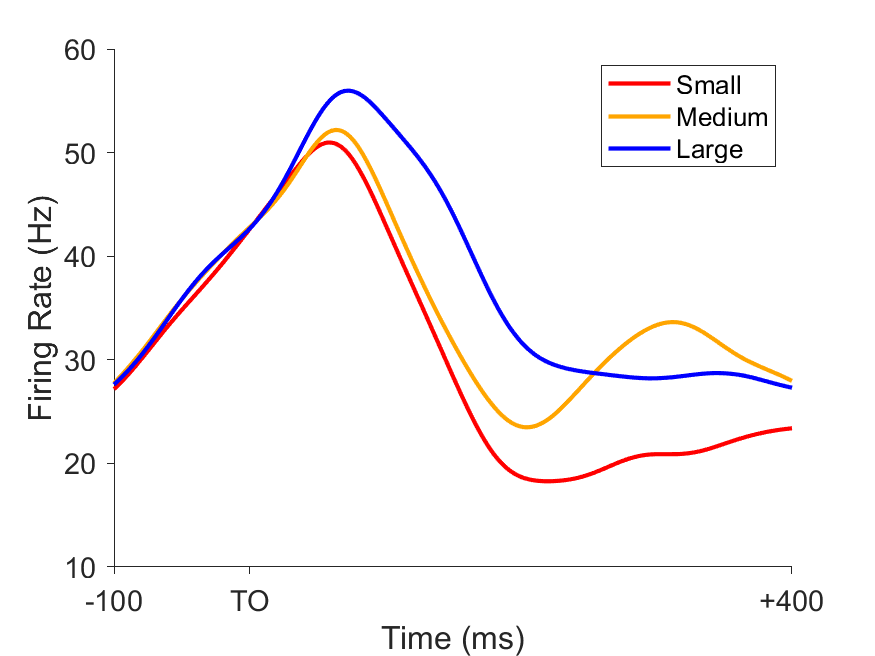 60
50
40
30
20
10
Firing Rate (Hz)
Small
Medium
Large
-100 TO +400
Time (ms)